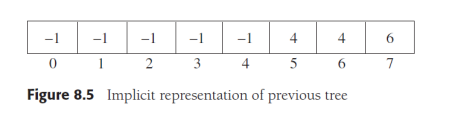 −1 −1 −1 −1 −1 4 4 6
0 1 2 3 4 5 6 7
Figure 8.5 Implicit representation of previous tree